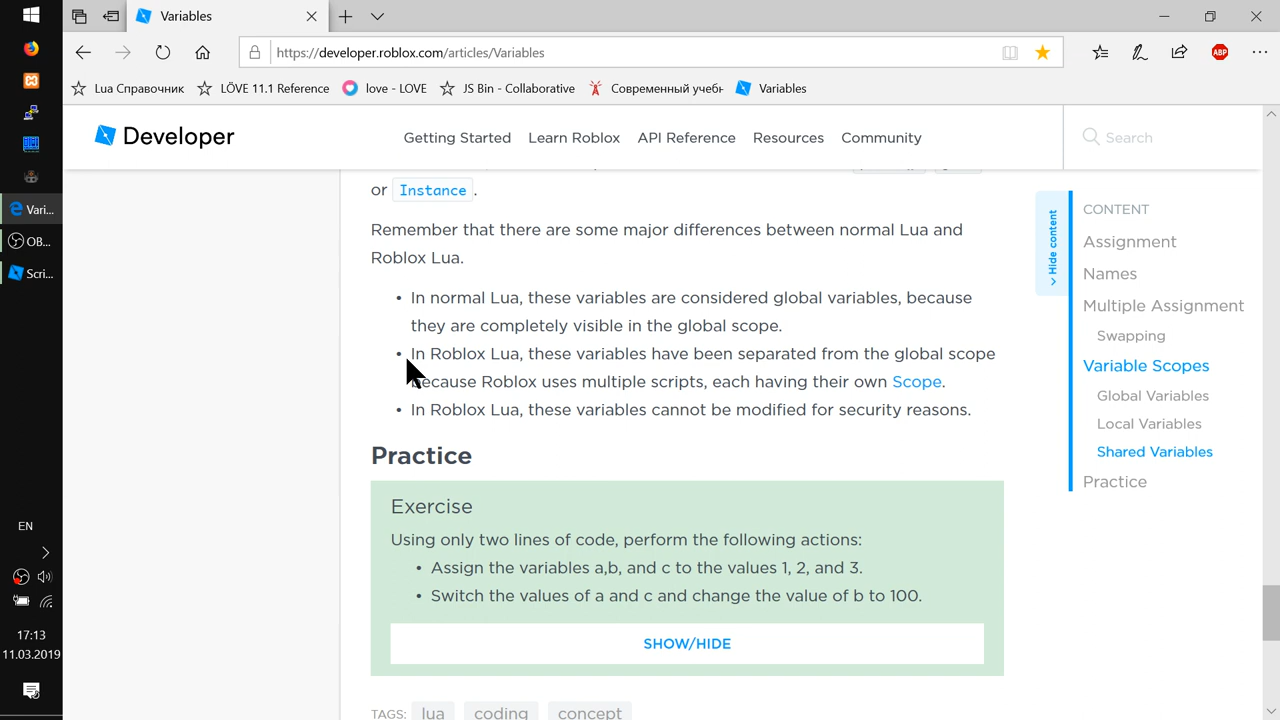 Variables
https://developer.roblox.com/articles/Variables
ABP
Lua Справочник
LÖVE 11.1 Reference
love - LOVE
JS Bin - Collaborative
Современный учебн
Variables
Developer
Getting Started
Learn Roblox
API Reference
Resources
Community
Search
or Instance .
Remember that there are some major differences between normal Lua and
Roblox Lua.
• In normal Lua, these variables are considered global variables, because
they are completely visible in the global scope.
• In Roblox Lua, these variables have been separated from the global scope
because Roblox uses multiple scripts, each having their own Scope.
• In Roblox Lua, these variables cannot be modified for security reasons.
Practice
Exercise
Using only two lines of code, perform the following actions:
• Assign the variables a,b, and c to the values 1, 2, and 3.
• Switch the values of a and c and change the value of b to 100.
SHOW/HIDE
TAGS: lua coding concept
Hide content
CONTENT
Assignment
Names
Multiple Assignment
Swapping
Variable Scopes
Global Variables
Local Variables
Shared Variables
Practice
Vari...
OB...
Scri...
EN
17:13
11.03.2019